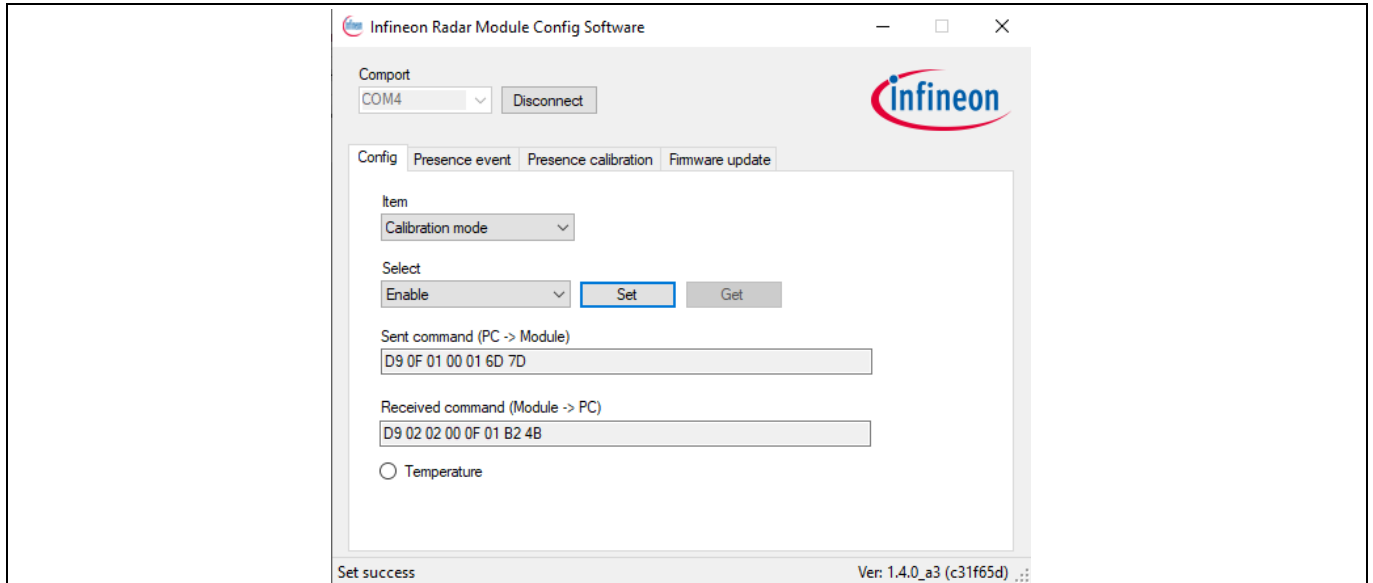 Infineon Radar Module Config Software
Comport
COM4 Disconnect
infineon
Config Presence event Presence calibration Firmware update
Item
Calibration mode
Select
Enable Set Get
Sent command (PC -> Module)
D9 0F 01 00 01 6D 7D
Received command (Module -> PC)
D9 02 02 00 0F 01 B2 4B
Temperature
Set success Ver: 1.4.0_a3 (c31f65d)